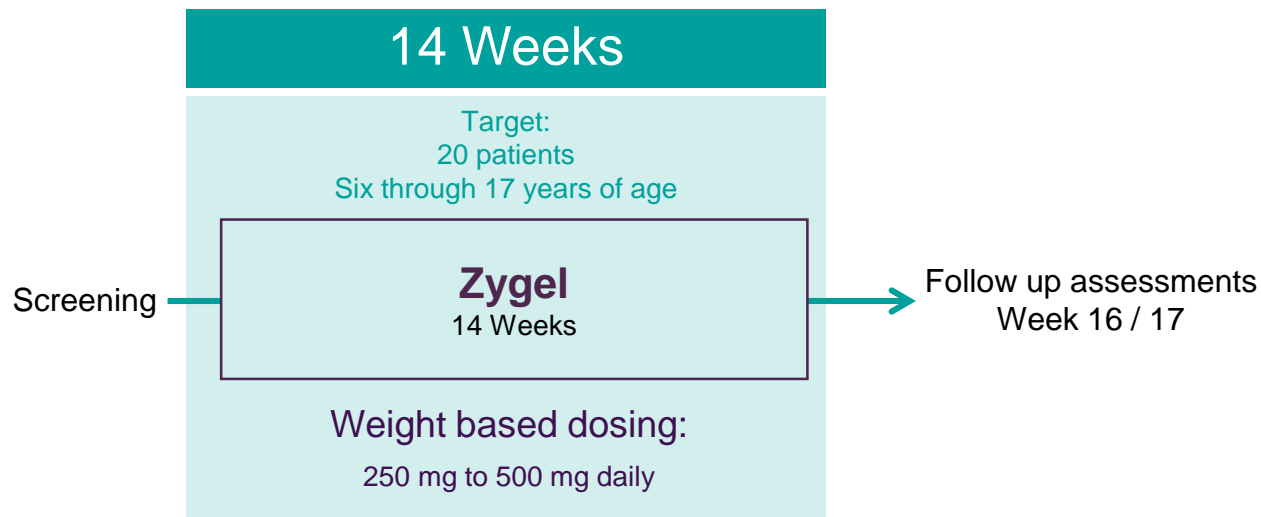 14 Weeks
Target:
20 patients
Six through 17 years of age
Screening
Zygel
14 Weeks
Follow up assessments
Week 16 / 17
Weight based dosing:
250 mg to 500 mg daily